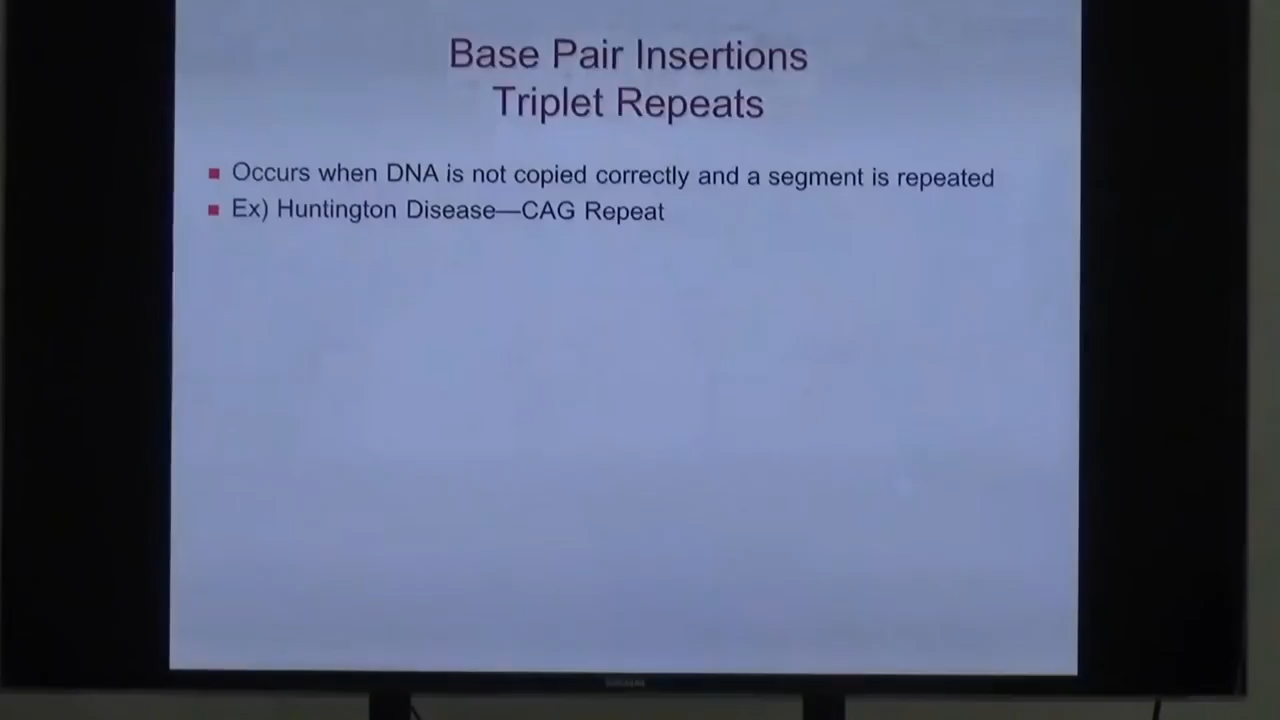 Base Pair Insertions
Triplet Repeats
Occurs when DNA is not copied correctly and a segment is repeated
Ex) Huntington Disease—CAG Repeat